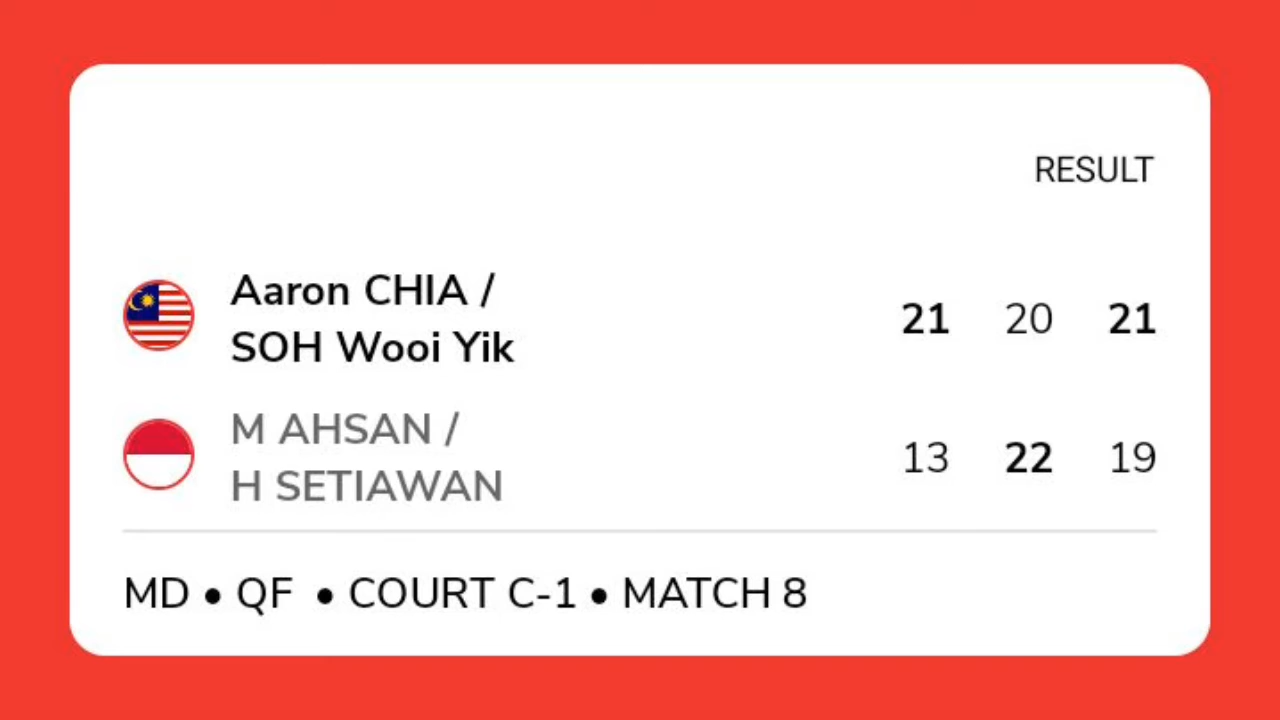 RESULT
Aaron CHIA /
SOH Wooi Yik
21 20 21
M AHSAN /
H SETIAWAN
13 22 19
MD • QF • COURT C-1 • MATCH 8